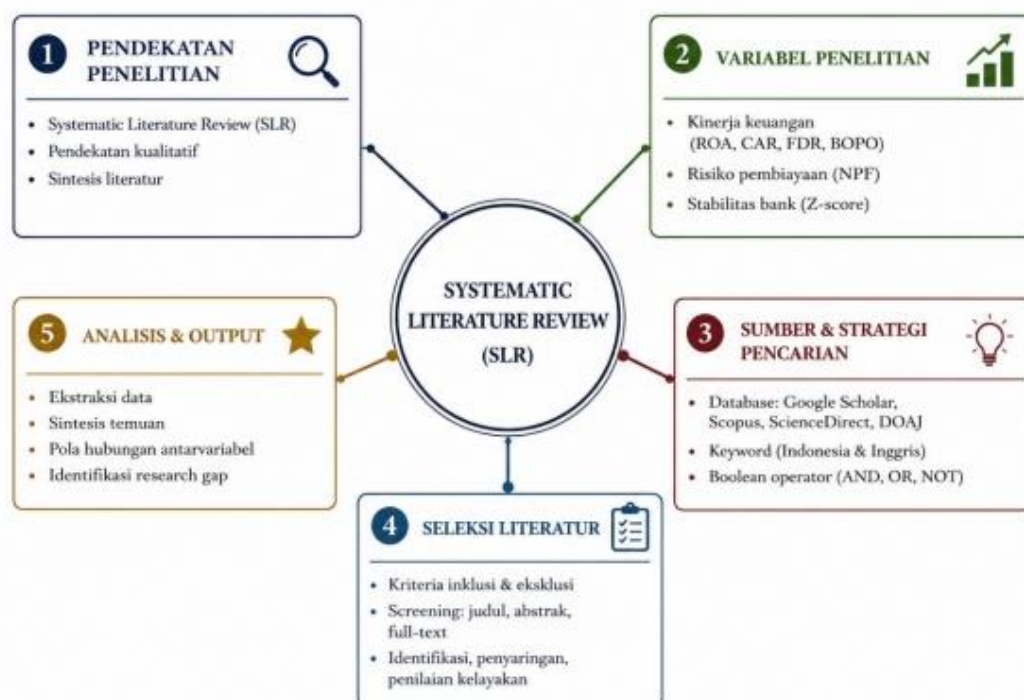 1
PENDEKATAN
PENELITIAN
• Systematic Literature Review (SLR)
• Pendekatan kualitatif
• Sintesis literatur
2
VARIABEL PENELITIAN
• Kinerja keuangan
(ROA, CAR, FDR, BOPO)
• Risiko pembiayaan (NPF)
• Stabilitas bank (Z-score)
SYSTEMATIC
LITERATURE REVIEW
(SLR)
3
SUMBER & STRATEGI
PENCARIAN
• Database: Google Scholar,
Scopus, ScienceDirect, DOAJ
• Keyword (Indonesia & Inggris)
• Boolean operator (AND, OR, NOT)
4
SELEKSI LITERATUR
• Kriteria inklusi & eksklusi
• Screening: judul, abstrak,
full-text
• Identifikasi, penyaringan,
penilaian kelayakan
5
ANALISIS & OUTPUT
• Ekstraksi data
• Sintesis temuan
• Pola hubungan antarvariabel
• Identifikasi research gap